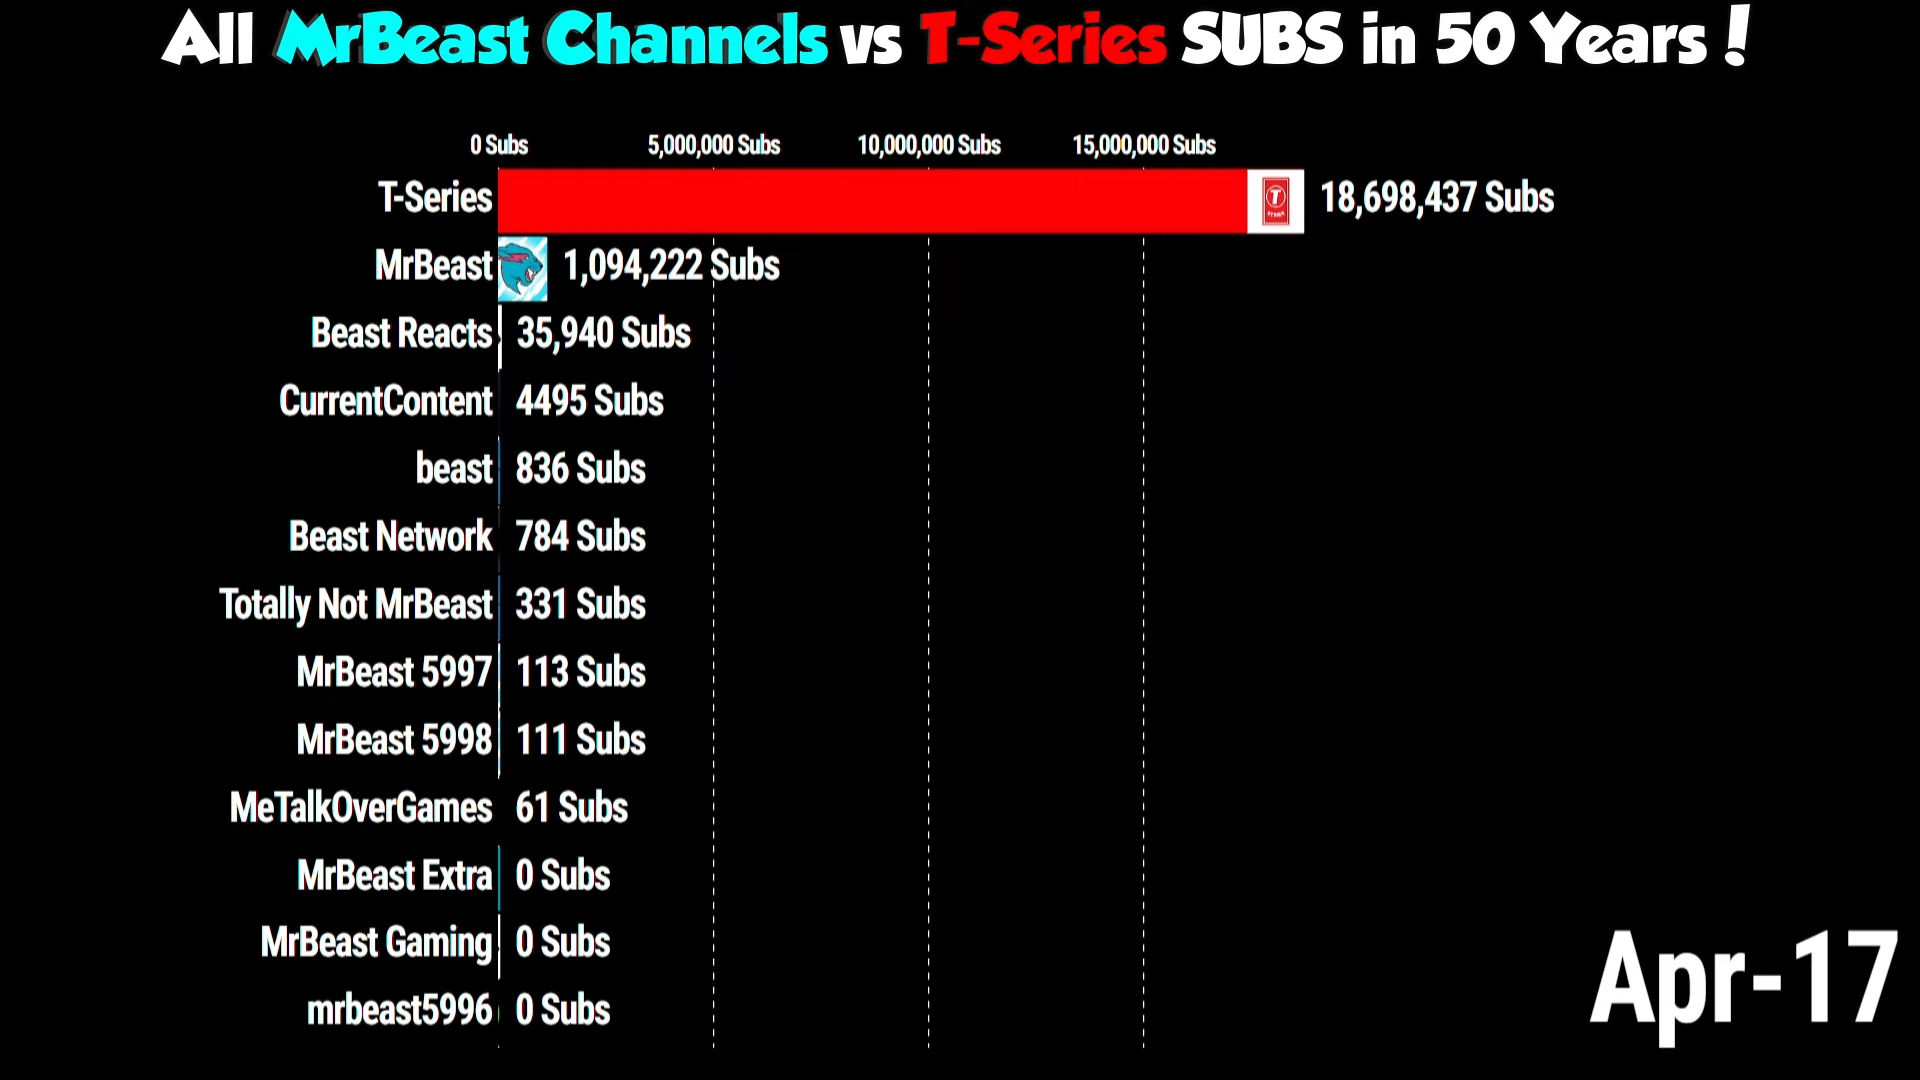 All MrBeast Channels vs T-Series SUBS in 50 Years!
0 Subs 5,000,000 Subs 10,000,000 Subs 15,000,000 Subs
T-Series T 18,698,437 Subs
MrBeast 1,094,222 Subs
Beast Reacts 35,940 Subs
CurrentContent 4495 Subs
beast 836 Subs
Beast Network 784 Subs
Totally Not MrBeast 331 Subs
MrBeast 5997 113 Subs
MrBeast 5998 111 Subs
MeTalkOverGames 61 Subs
MrBeast Extra 0 Subs
MrBeast Gaming 0 Subs
mrbeast5996 0 Subs
Apr-17